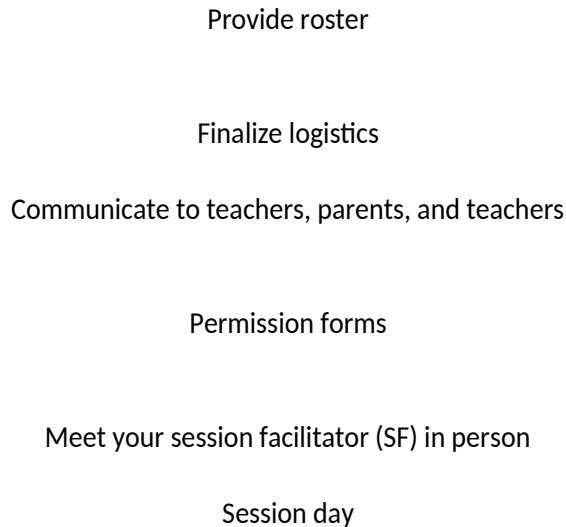 Provide roster
Finalize logistics
Communicate to teachers, parents, and teachers
Permission forms
Meet your session facilitator (SF) in person
Session day